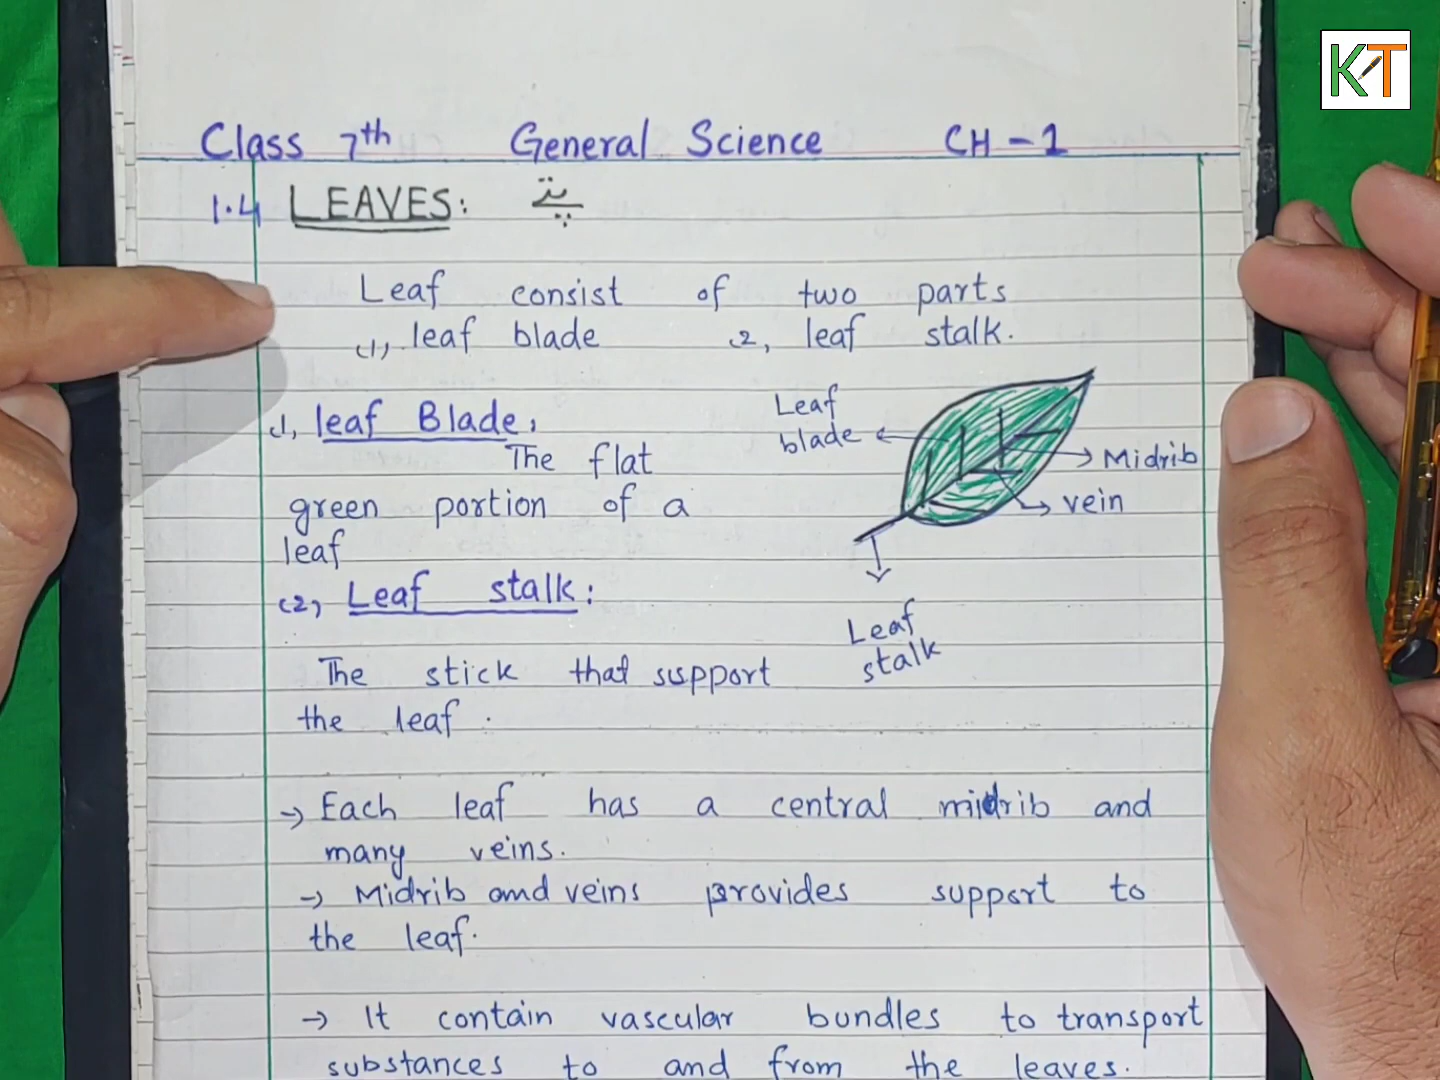 KT
Class 7th General Science CH-1
1.4 LEAVES: پتے
Leaf consist of two parts
(1), leaf blade (2), leaf stalk.
(1), leaf Blade:
The flat
green portion of a
leaf
Leaf
blade
Midrib
vein
Leaf
stalk
(2), Leaf stalk:
The stick that support
the leaf.
→ Each leaf has a central midrib and
many veins.
→ Midrib and veins provides support to
the leaf.
→ It contain vascular bundles to transport
substances to and from the leaves.